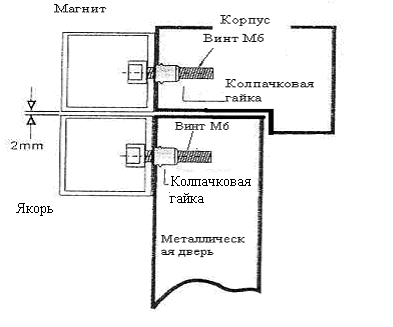 Магнит
Корпус
Винт М6
Колпачковая
гайка
2mm
Винт М6
Колпачковая
гайка
Якорь
Металлическ
ая дверь